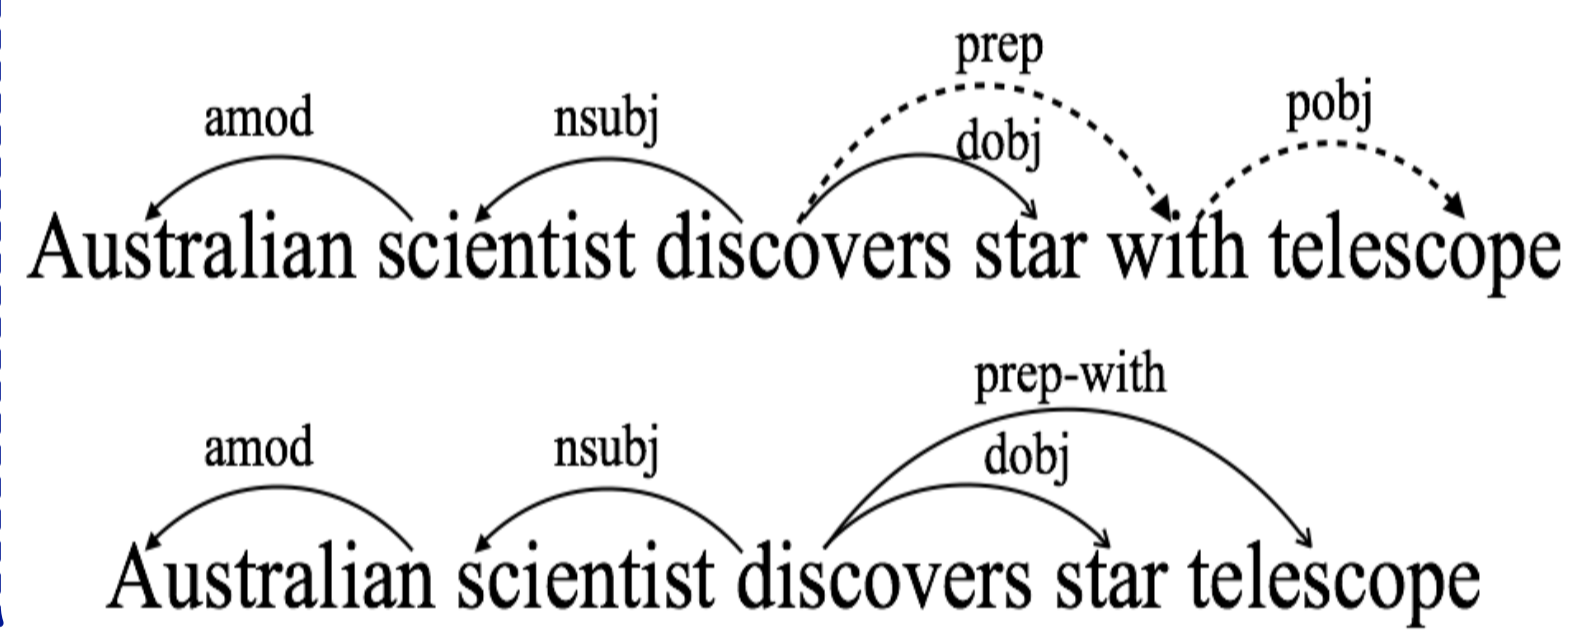 prep
amod nsubj dobj pobj
Australian scientist discovers star with telescope
prep-with
amod nsubj dobj
Australian scientist discovers star telescope